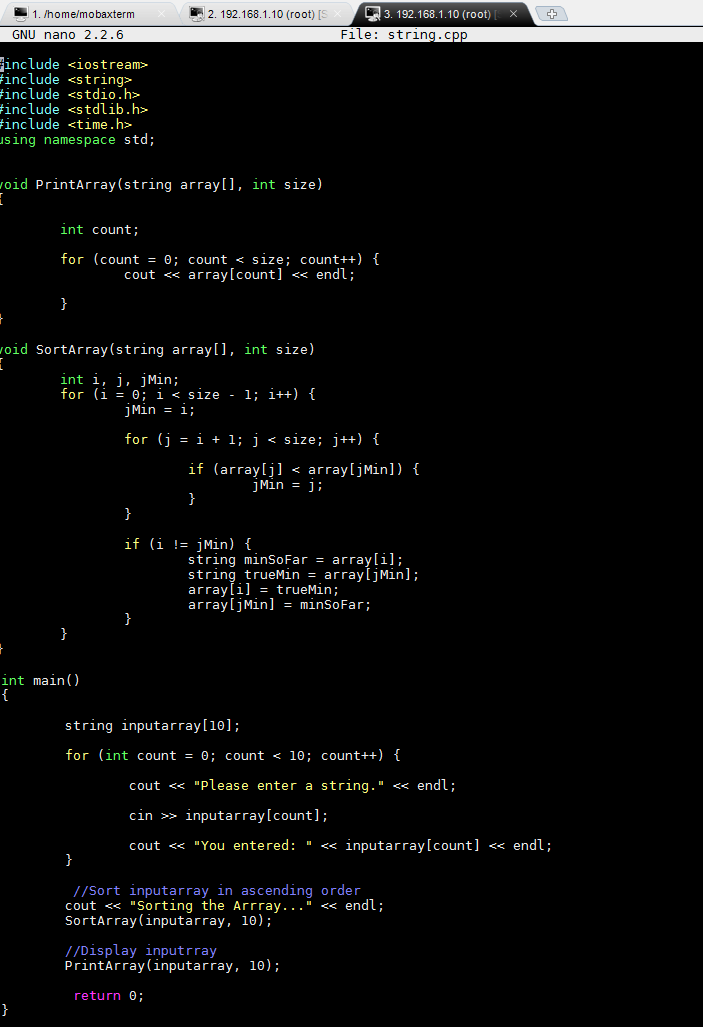 1. /home/mobaxterm
2. 192.168.1.10 (root) [S
3. 192.168.1.10 (root) [
GNU nano 2.2.6 File: string.cpp
#include <iostream>
#include <string>
#include <stdio.h>
#include <stdlib.h>
#include <time.h>
using namespace std;
void PrintArray(string array[], int size)
{
int count;
for (count = 0; count < size; count++) {
cout << array[count] << endl;
}
}
void SortArray(string array[], int size)
{
int i, j, jMin;
for (i = 0; i < size - 1; i++) {
jMin = i;
for (j = i + 1; j < size; j++) {
if (array[j] < array[jMin]) {
jMin = j;
}
}
if (i != jMin) {
string minSoFar = array[i];
string trueMin = array[jMin];
array[i] = trueMin;
array[jMin] = minSoFar;
}
}
}
int main()
{
string inputarray[10];
for (int count = 0; count < 10; count++) {
cout << "Please enter a string." << endl;
cin >> inputarray[count];
cout << "You entered: " << inputarray[count] << endl;
}
//Sort inputarray in ascending order
cout << "Sorting the Arrray..." << endl;
SortArray(inputarray, 10);
//Display inputrray
PrintArray(inputarray, 10);
return 0;
}